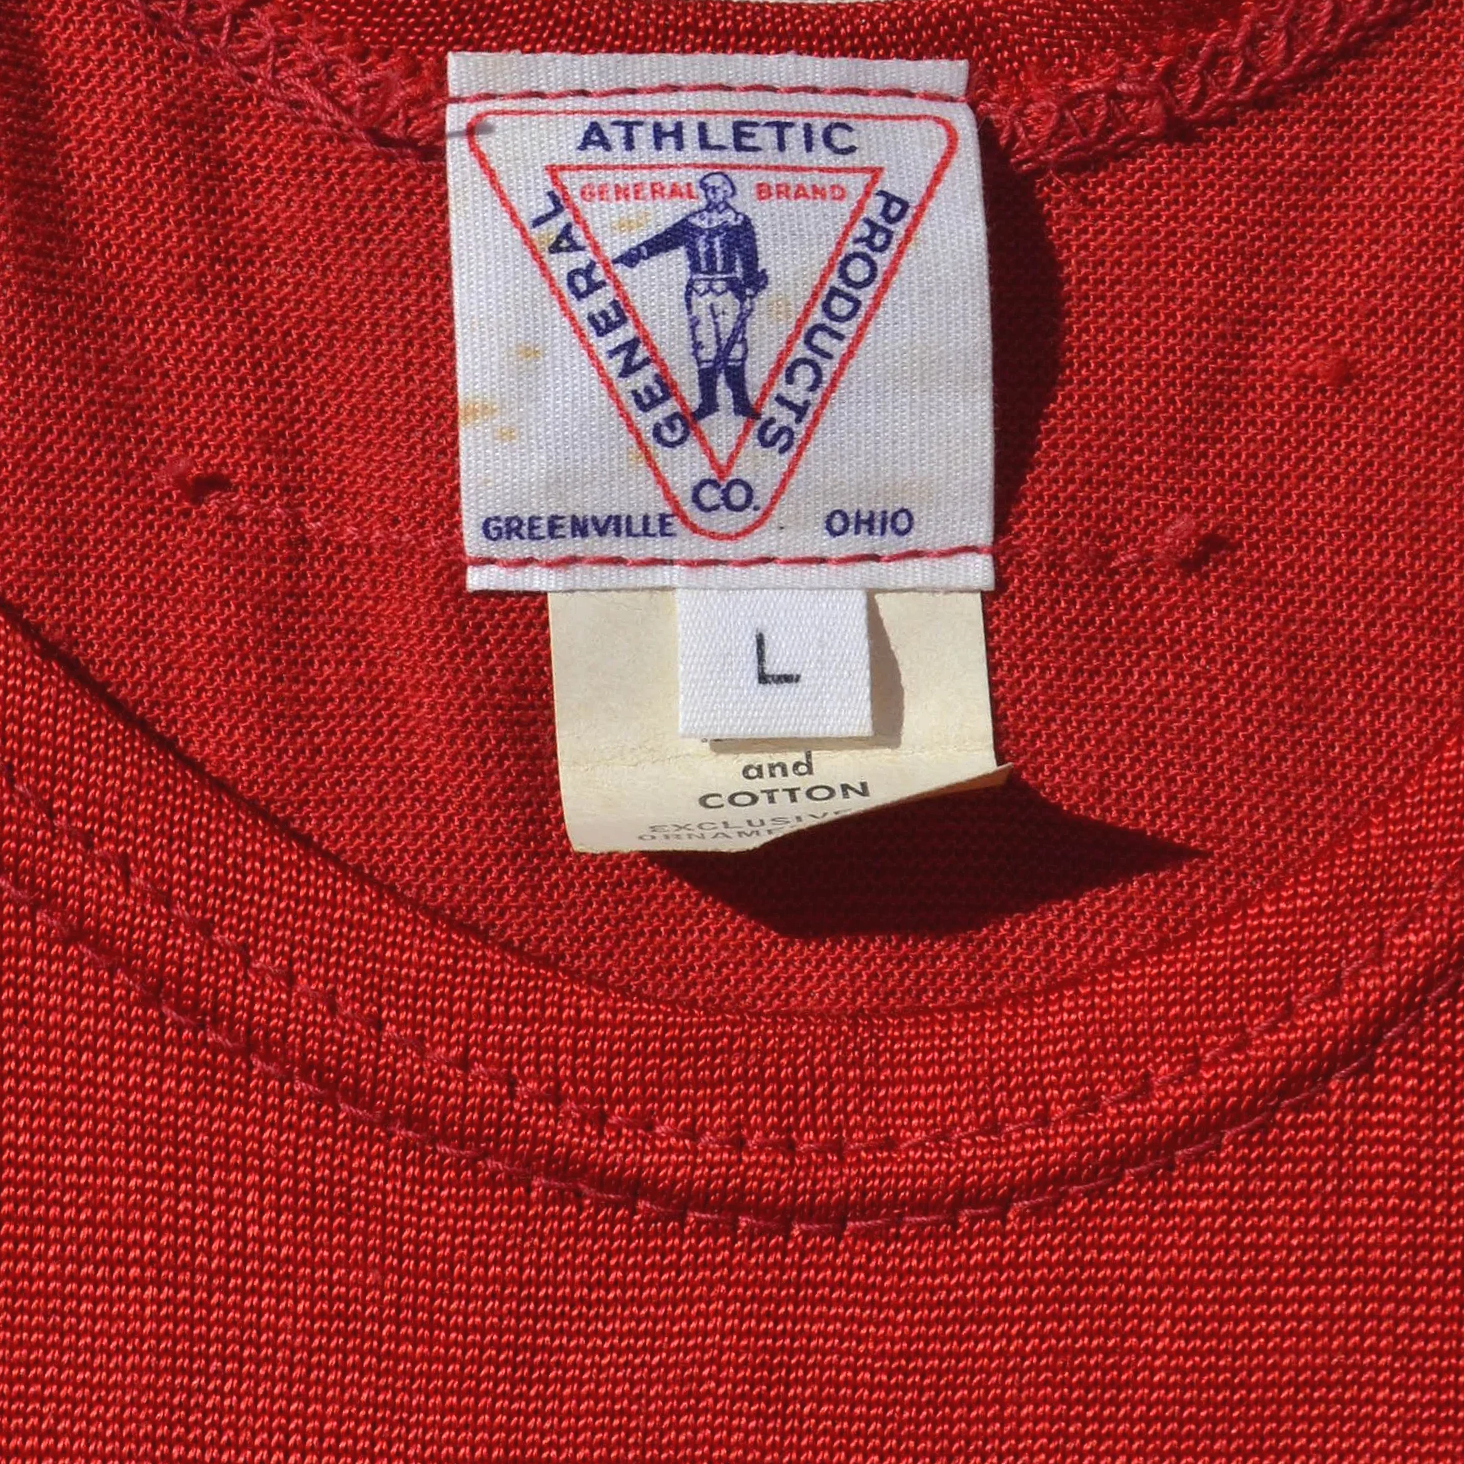 ATHLETIC
GENERAL BRAND
GENERAL
PRODUCTS
CO.
GREENVILLE OHIO
L
and
COTTON